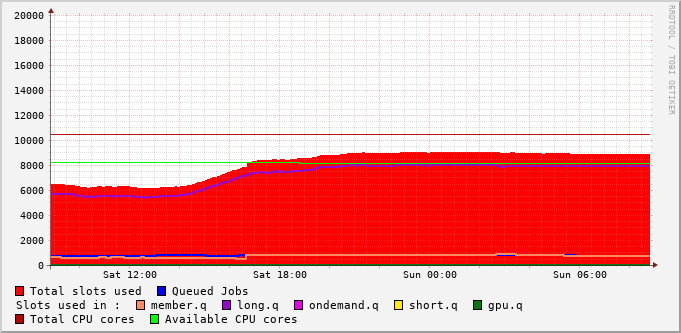 RRDTOOL / TOBI OETIKER
20000
18000
16000
14000
12000
10000
8000
6000
4000
2000
0
Sat 12:00 Sat 18:00 Sun 00:00 Sun 06:00
Total slots used Queued Jobs
Slots used in : member.q long.q ondemand.q short.q gpu.q
Total CPU cores Available CPU cores